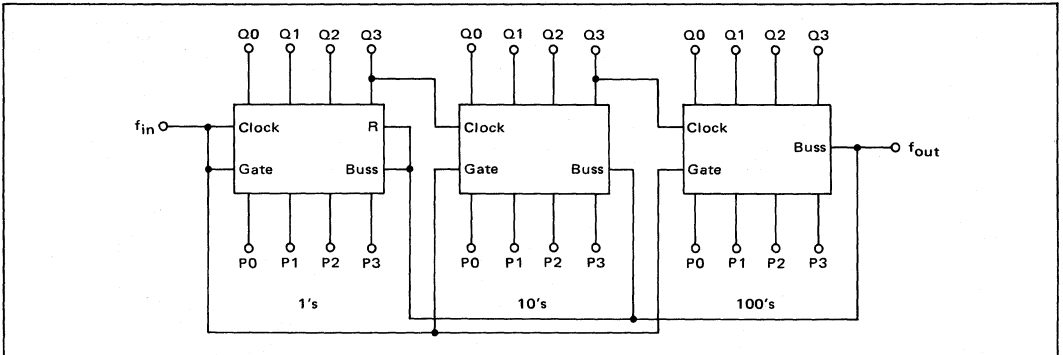 Q0 Q1 Q2 Q3 Q0 Q1 Q2 Q3 Q0 Q1 Q2 Q3
fin Clock R Clock Clock
Buss fout
Gate Buss Gate Buss Gate
P0 P1 P2 P3 P0 P1 P2 P3 P0 P1 P2 P3
1's 10's 100's